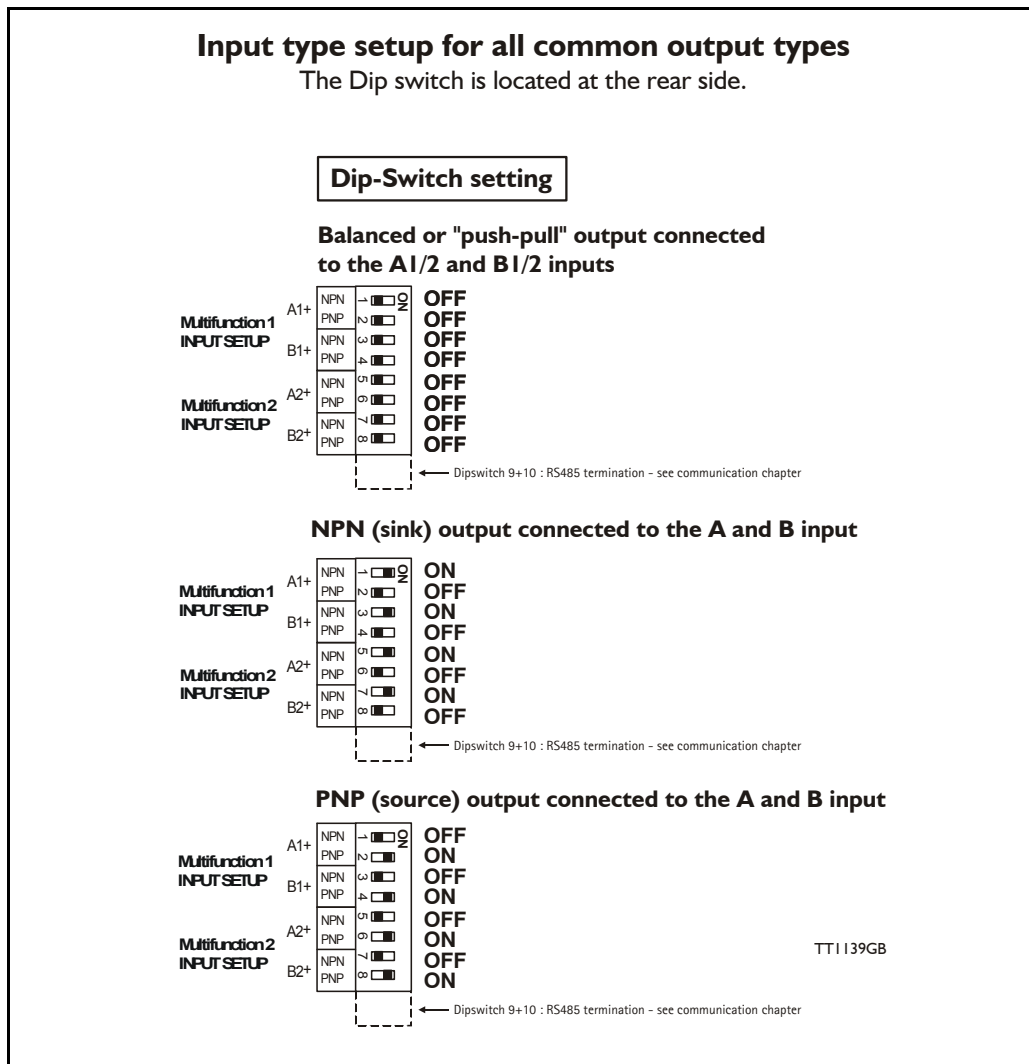 Input type setup for all common output types
The Dip switch is located at the rear side.
Dip-Switch setting
Balanced or "push-pull" output connected
to the A1/2 and B1/2 inputs
Multifunction 1
INPUT SETUP
Multifunction 2
INPUT SETUP
A1+
B1+
A2+
B2+
NPN 1 ON OFF
PNP 2 OFF
NPN 3 OFF
PNP 4 OFF
NPN 5 OFF
PNP 6 OFF
NPN 7 OFF
PNP 8 OFF
Dipswitch 9+10 : RS485 termination - see communication chapter
NPN (sink) output connected to the A and B input
Multifunction 1
INPUT SETUP
Multifunction 2
INPUT SETUP
A1+
B1+
A2+
B2+
NPN 1 ON ON
PNP 2 OFF
NPN 3 ON
PNP 4 OFF
NPN 5 ON
PNP 6 OFF
NPN 7 ON
PNP 8 OFF
Dipswitch 9+10 : RS485 termination - see communication chapter
PNP (source) output connected to the A and B input
Multifunction 1
INPUT SETUP
Multifunction 2
INPUT SETUP
A1+
B1+
A2+
B2+
NPN 1 ON OFF
PNP 2 ON
NPN 3 OFF
PNP 4 ON
NPN 5 OFF
PNP 6 ON
NPN 7 OFF
PNP 8 ON
TT1139GB
Dipswitch 9+10 : RS485 termination - see communication chapter